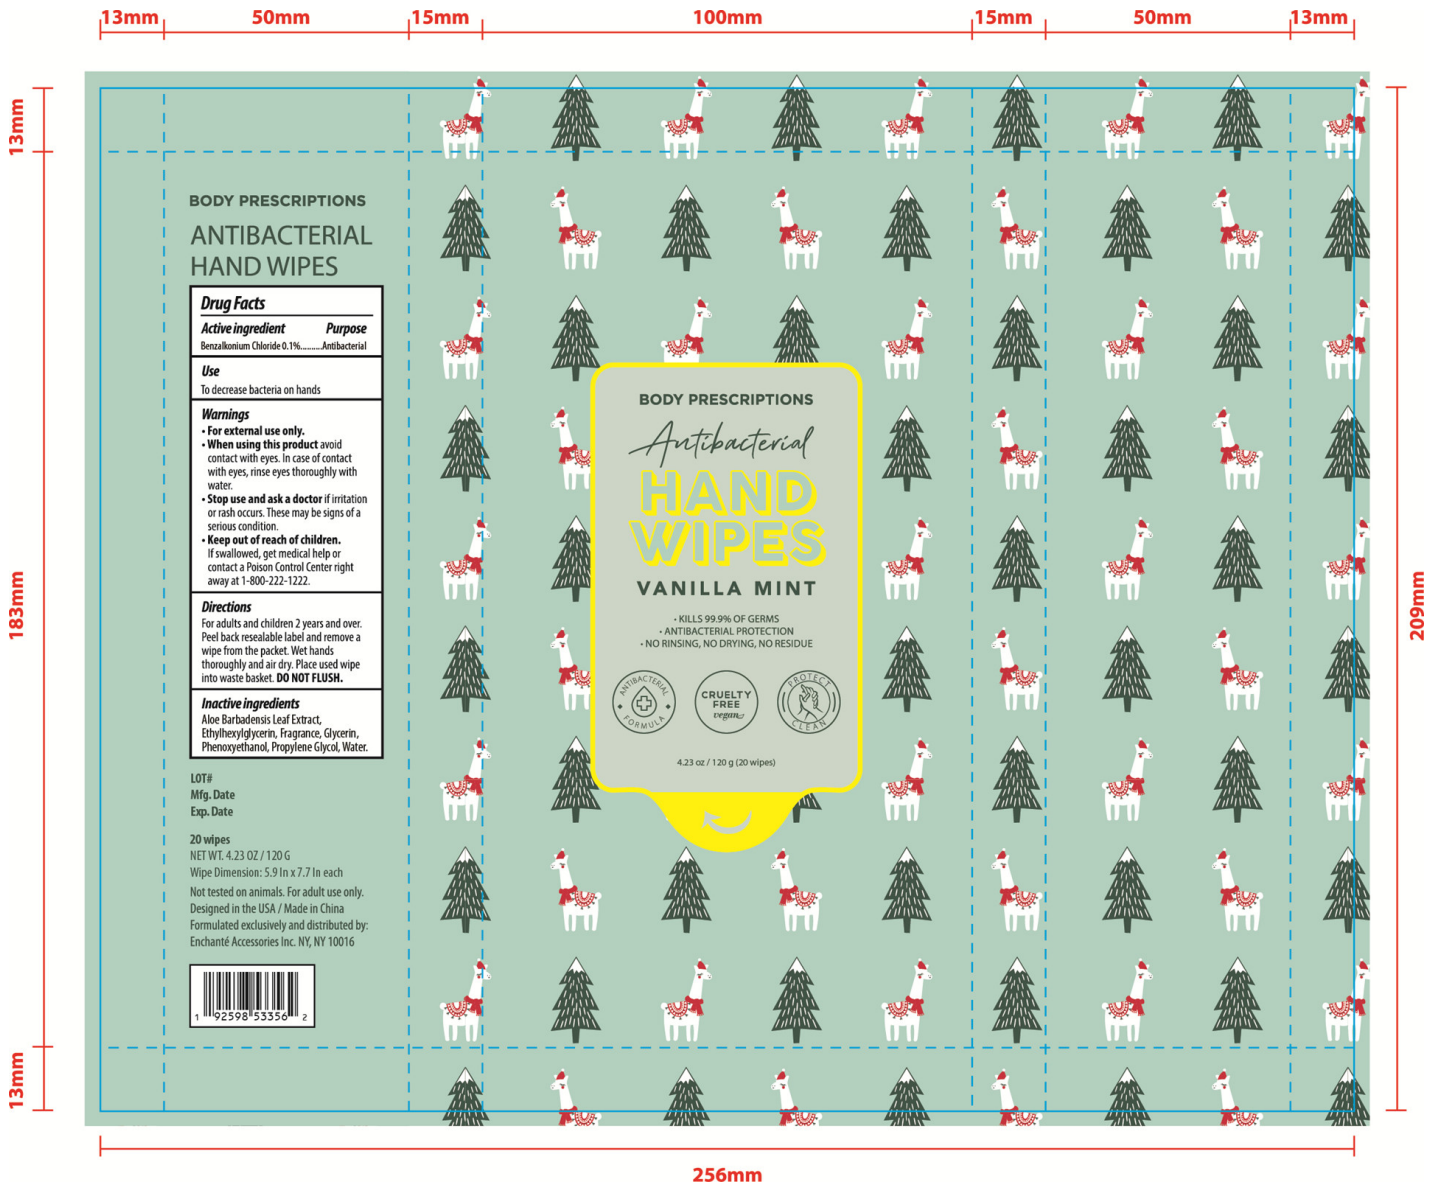 13mm 50mm 15mm 100mm 15mm 50mm 13mm
13mm
183mm
13mm
209mm
256mm
BODY PRESCRIPTIONS
ANTIBACTERIAL
HAND WIPES
Drug Facts
Active ingredient Purpose
Benzalkonium Chloride 0.1%..........Antibacterial
Use
To decrease bacteria on hands
Warnings
• For external use only.
• When using this product avoid
contact with eyes. In case of contact
with eyes, rinse eyes thoroughly with
water.
• Stop use and ask a doctor if irritation
or rash occurs. These may be signs of a
serious condition.
• Keep out of reach of children.
If swallowed, get medical help or
contact a Poison Control Center right
away at 1-800-222-1222.
Directions
For adults and children 2 years and over.
Peel back resealable label and remove a
wipe from the packet. Wet hands
thoroughly and air dry. Place used wipe
into waste basket. DO NOT FLUSH.
Inactive ingredients
Aloe Barbadensis Leaf Extract,
Ethylhexylglycerin, Fragrance, Glycerin,
Phenoxyethanol, Propylene Glycol, Water.
LOT#
Mfg. Date
Exp. Date
20 wipes
NET WT. 4.23 OZ / 120 G
Wipe Dimension: 5.9 In x 7.7 In each
Not tested on animals. For adult use only.
Designed in the USA / Made in China
Formulated exclusively and distributed by:
Enchanté Accessories Inc. NY, NY 10016
1 92598 53356 2
BODY PRESCRIPTIONS
Antibacterial
HAND
WIPES
VANILLA MINT
• KILLS 99.9% OF GERMS
• ANTIBACTERIAL PROTECTION
• NO RINSING, NO DRYING, NO RESIDUE
ANTIBACTERIAL
FORMULA
CRUELTY
FREE
vegan
PROTECT
CLEAN
4.23 oz / 120 g (20 wipes)